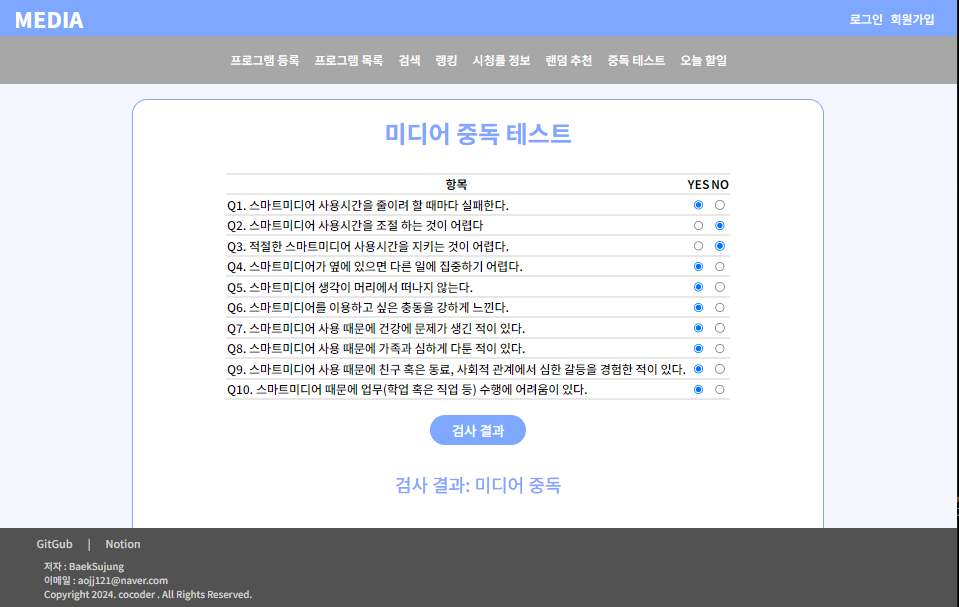 MEDIA
로그인 회원가입
프로그램 등록 프로그램 목록 검색 랭킹 시청률 정보 랜덤 추천 중독 테스트 오늘 할일
미디어 중독 테스트
항목 YES NO
Q1. 스마트미디어 사용시간을 줄이려 할 때마다 실패한다.
Q2. 스마트미디어 사용시간을 조절 하는 것이 어렵다
Q3. 적절한 스마트미디어 사용시간을 지키는 것이 어렵다.
Q4. 스마트미디어가 옆에 있으면 다른 일에 집중하기 어렵다.
Q5. 스마트미디어 생각이 머리에서 떠나지 않는다.
Q6. 스마트미디어를 이용하고 싶은 충동을 강하게 느낀다.
Q7. 스마트미디어 사용 때문에 건강에 문제가 생긴 적이 있다.
Q8. 스마트미디어 사용 때문에 가족과 심하게 다툰 적이 있다.
Q9. 스마트미디어 사용 때문에 친구 혹은 동료, 사회적 관계에서 심한 갈등을 경험한 적이 있다.
Q10. 스마트미디어 때문에 업무(학업 혹은 직업 등) 수행에 어려움이 있다.
검사 결과
검사 결과: 미디어 중독
GitGub | Notion
저자 : BaekSujung
이메일 : aojj121@naver.com
Copyright 2024. cocoder . All Rights Reserved.